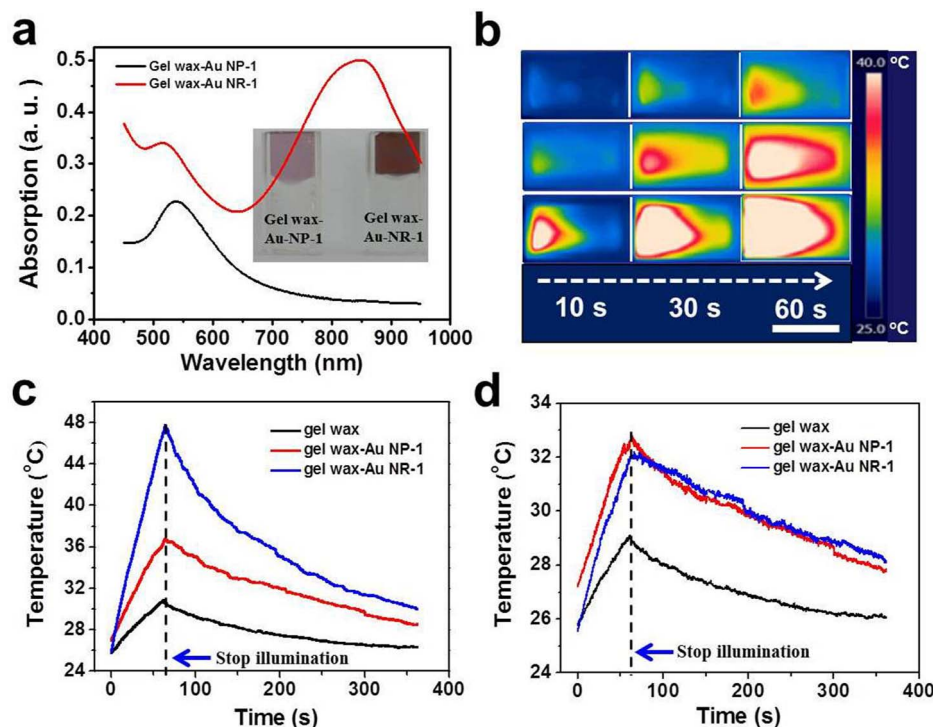 a
Gel wax-Au NP-1
Gel wax-Au NR-1
0.5
0.4
0.3
0.2
0.1
0.0
Absorption (a. u.)
Gel wax-
Au-NP-1
Gel wax-
Au-NR-1
400 500 600 700 800 900 1000
Wavelength (nm)
b
40.0 °C
10 s 30 s 60 s
25.0 °C
c
gel wax
gel wax-Au NP-1
gel wax-Au NR-1
48
44
40
36
32
28
24
Temperature (°C)
Stop illumination
0 100 200 300 400
Time (s)
d
gel wax
gel wax-Au NP-1
gel wax-Au NR-1
34
32
30
28
26
24
Temperature (°C)
Stop illumination
0 100 200 300 400
Time (s)